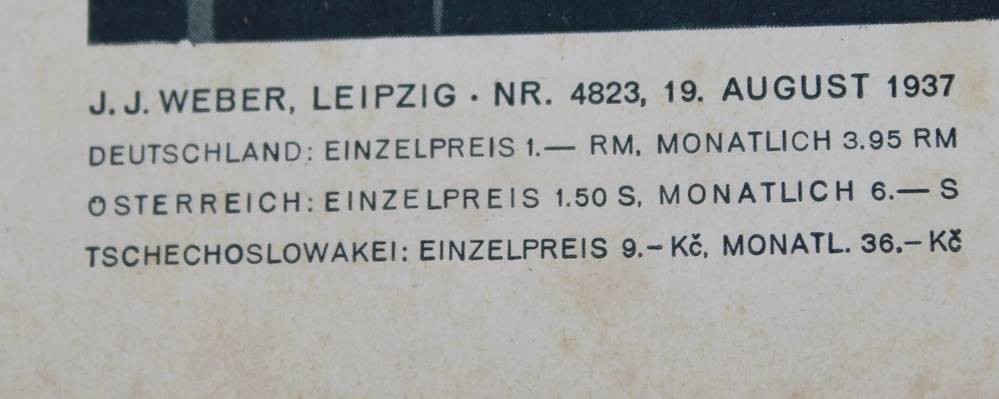 J. J. WEBER, LEIPZIG · NR. 4823, 19. AUGUST 1937
DEUTSCHLAND: EINZELPREIS 1.— RM, MONATLICH 3.95 RM
ÖSTERREICH: EINZELPREIS 1.50 S, MONATLICH 6.— S
TSCHECHOSLOWAKEI: EINZELPREIS 9.– Kč, MONATL. 36.– Kč